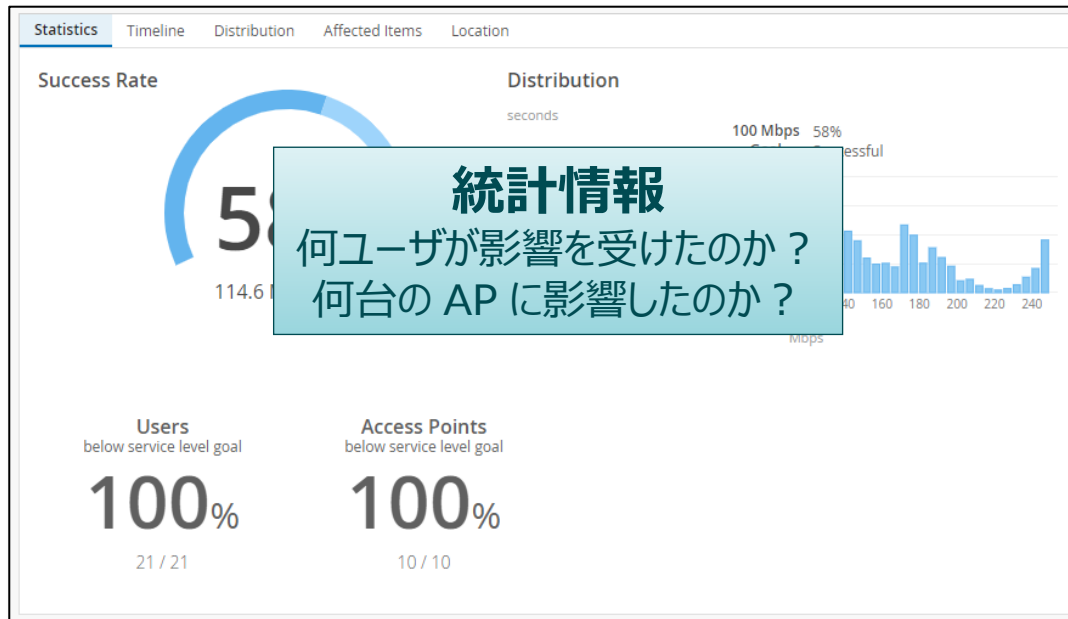 Statistics Timeline Distribution Affected Items Location
Success Rate
Distribution
seconds
100 Mbps 58%
統計情報
何ユーザが影響を受けたのか？
何台の AP に影響したのか？
114.6
160 180 200 220 240
Mbps
Users
below service level goal
100%
21 / 21
Access Points
below service level goal
100%
10 / 10